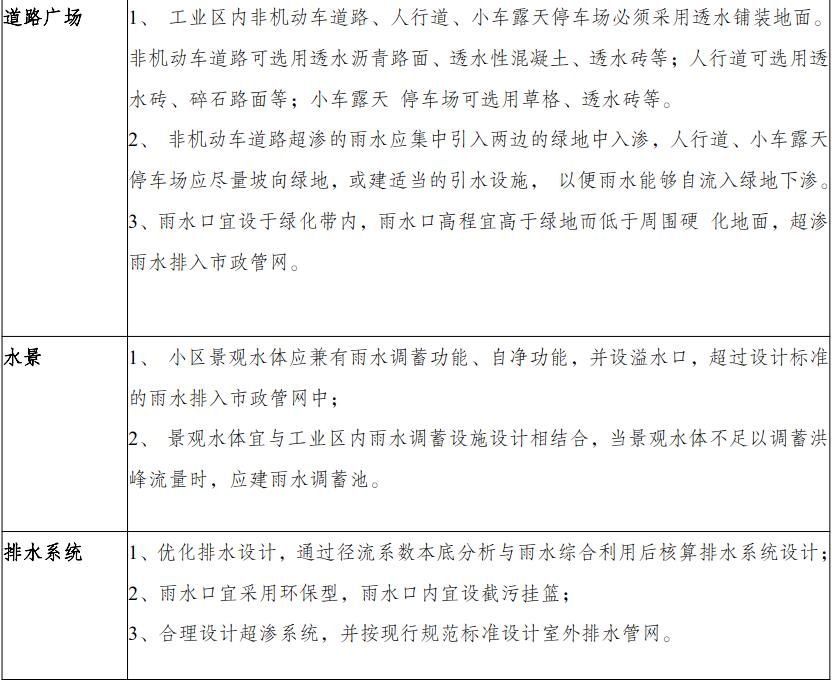 道路广场
1、 工业区内非机动车道路、人行道、小车露天停车场必须采用透水铺装地面。
非机动车道路可选用透水沥青路面、透水性混凝土、透水砖等；人行道可选用透
水砖、碎石路面等；小车露天 停车场可选用草格、透水砖等。
2、 非机动车道路超渗的雨水应集中引入两边的绿地中入渗，人行道、小车露天
停车场应尽量坡向绿地，或建适当的引水设施， 以便雨水能够自流入绿地下渗。
3、雨水口宜设于绿化带内，雨水口高程宜高于绿地而低于周围硬 化地面，超渗
雨水排入市政管网。
水景
1、 小区景观水体应兼有雨水调蓄功能、自净功能，并设溢水口，超过设计标准
的雨水排入市政管网中；
2、 景观水体宜与工业区内雨水调蓄设施设计相结合，当景观水体不足以调蓄洪
峰流量时，应建雨水调蓄池。
排水系统
1、优化排水设计，通过径流系数本底分析与雨水综合利用后核算排水系统设计；
2、雨水口宜采用环保型，雨水口内宜设截污挂篮；
3、合理设计超渗系统，并按现行规范标准设计室外排水管网。